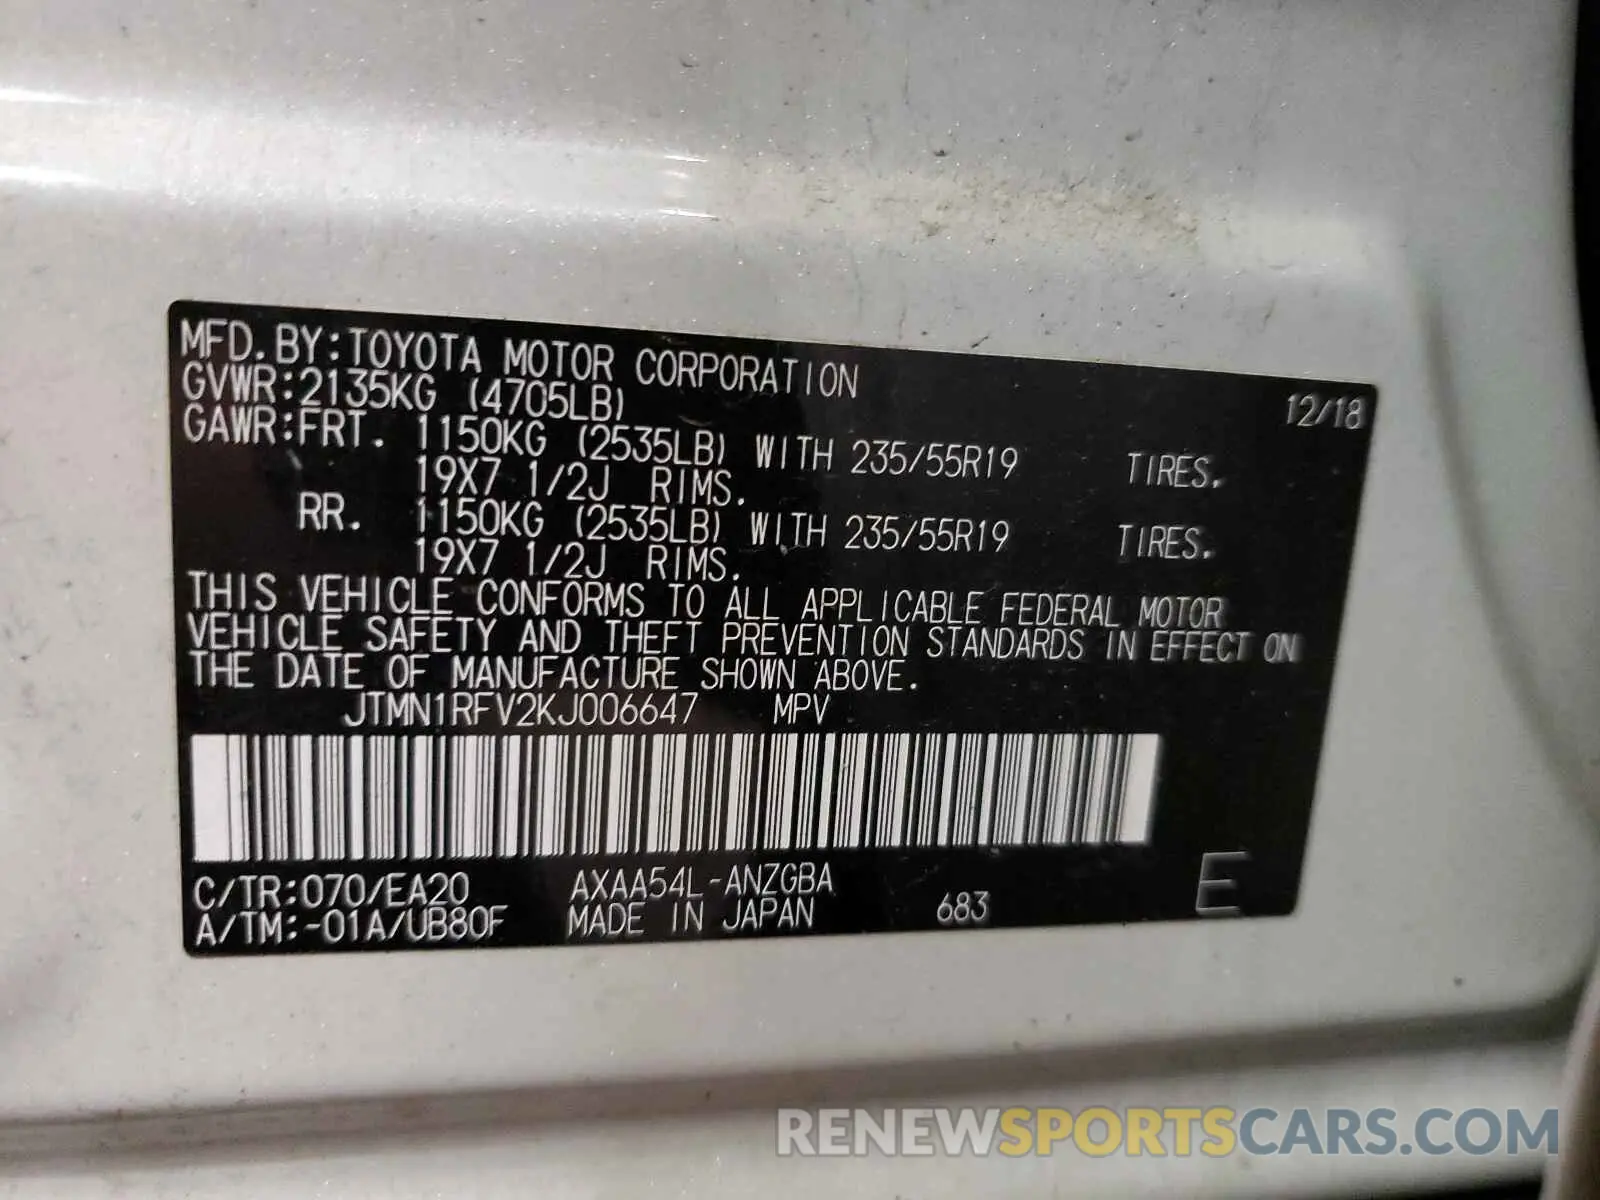 MFD.BY:TOYOTA MOTOR CORPORATION 12/18
GVWR:2135KG (4705LB)
GAWR:FRT. 1150KG (2535LB) WITH 235/55R19 TIRES.
19X7 1/2J RIMS.
RR. 1150KG (2535LB) WITH 235/55R19 TIRES.
19X7 1/2J RIMS.
THIS VEHICLE CONFORMS TO ALL APPLICABLE FEDERAL MOTOR
VEHICLE SAFETY AND THEFT PREVENTION STANDARDS IN EFFECT ON
THE DATE OF MANUFACTURE SHOWN ABOVE.
JTMN1RFV2KJ006647 MPV
C/TR:070/EA20 AXAA54L-ANZGBA
A/TM:-01A/UB80F MADE IN JAPAN 683 E
RENEWSPORTSCARS.COM